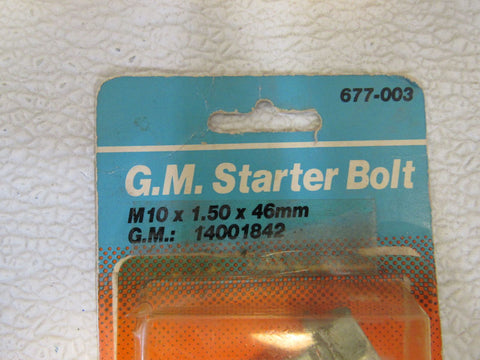 677-003
G.M. Starter Bolt
M10 x 1.50 x 46mm
G.M.: 14001842